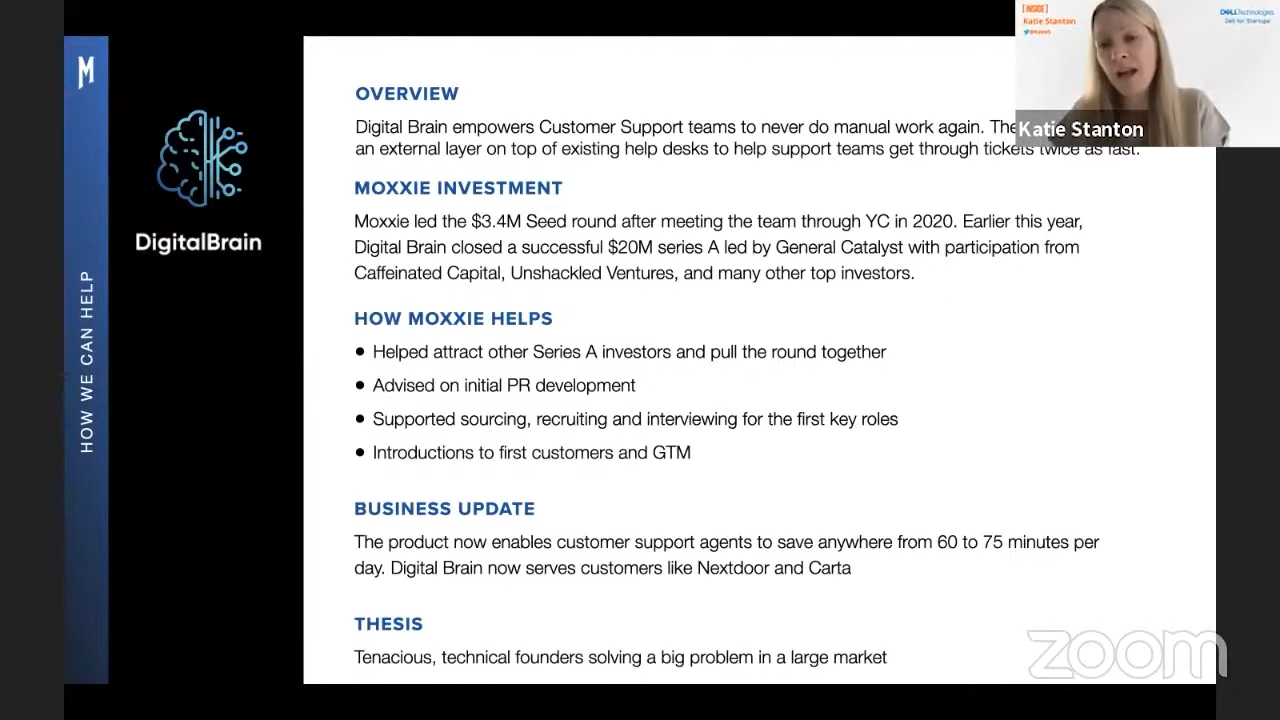 [INSIDE]
Katie Stanton
DELLTechnologies
Dell for Startups
Katie Stanton
M
HOW WE CAN HELP
DigitalBrain
OVERVIEW
Digital Brain empowers Customer Support teams to never do manual work again. The
an external layer on top of existing help desks to help support teams get through tickets twice as fast.
MOXXIE INVESTMENT
Moxxie led the $3.4M Seed round after meeting the team through YC in 2020. Earlier this year,
Digital Brain closed a successful $20M series A led by General Catalyst with participation from
Caffeinated Capital, Unshackled Ventures, and many other top investors.
HOW MOXXIE HELPS
• Helped attract other Series A investors and pull the round together
• Advised on initial PR development
• Supported sourcing, recruiting and interviewing for the first key roles
• Introductions to first customers and GTM
BUSINESS UPDATE
The product now enables customer support agents to save anywhere from 60 to 75 minutes per
day. Digital Brain now serves customers like Nextdoor and Carta
THESIS
Tenacious, technical founders solving a big problem in a large market
zoom